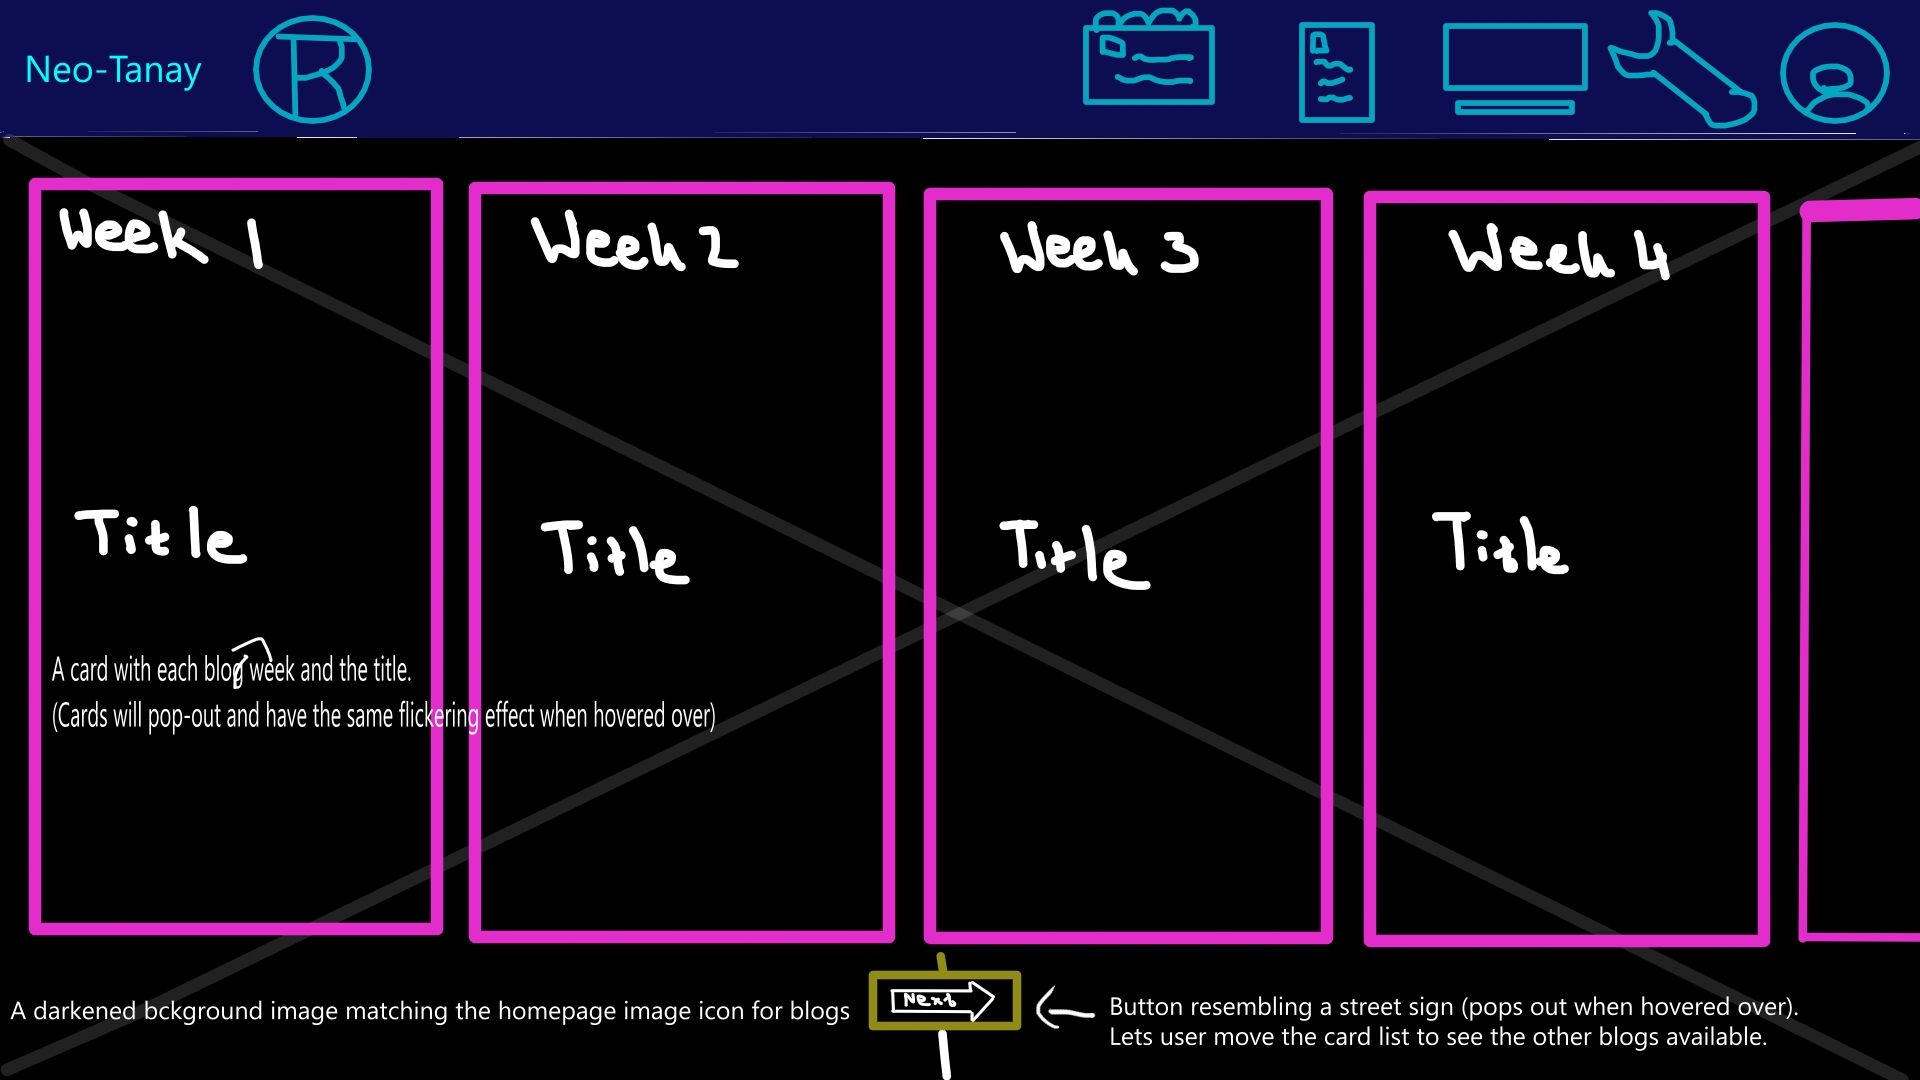 Neo-Tanay
R
Week 1
Week 2
Week 3
Week 4
Title
Title
Title
Title
A card with each blog week and the title.
(Cards will pop-out and have the same flickering effect when hovered over)
A darkened bckground image matching the homepage image icon for blogs
Next
Button resembling a street sign (pops out when hovered over).
Lets user move the card list to see the other blogs available.